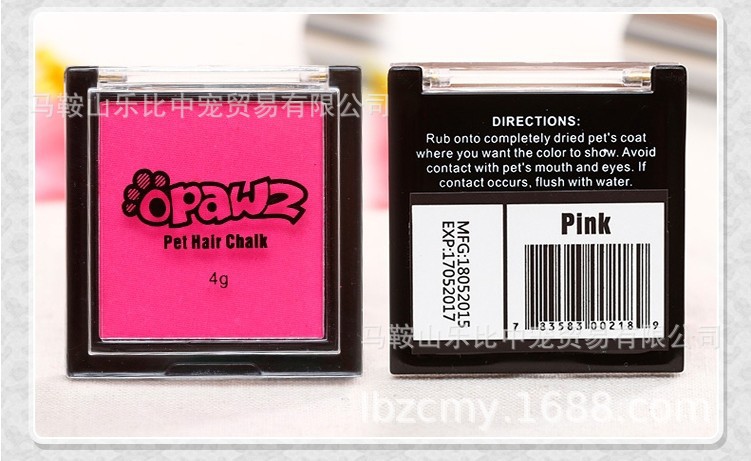 马鞍山乐比中宠贸易有限公司
OPAWZ
Pet Hair Chalk
4g
DIRECTIONS:
Rub onto completely dried pet's coat
where you want the color to show. Avoid
contact with pet's mouth and eyes. If
contact occurs, flush with water.
MFG:18052015
EXP:17052017
Pink
7 83583 00218 9
马鞍山乐比中宠贸易有限公司
lbzcmy.1688.com